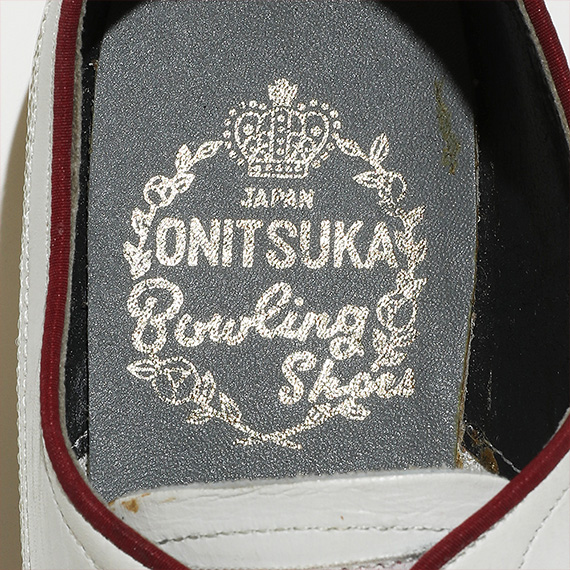 JAPAN
ONITSUKA
Bowling
Shoes